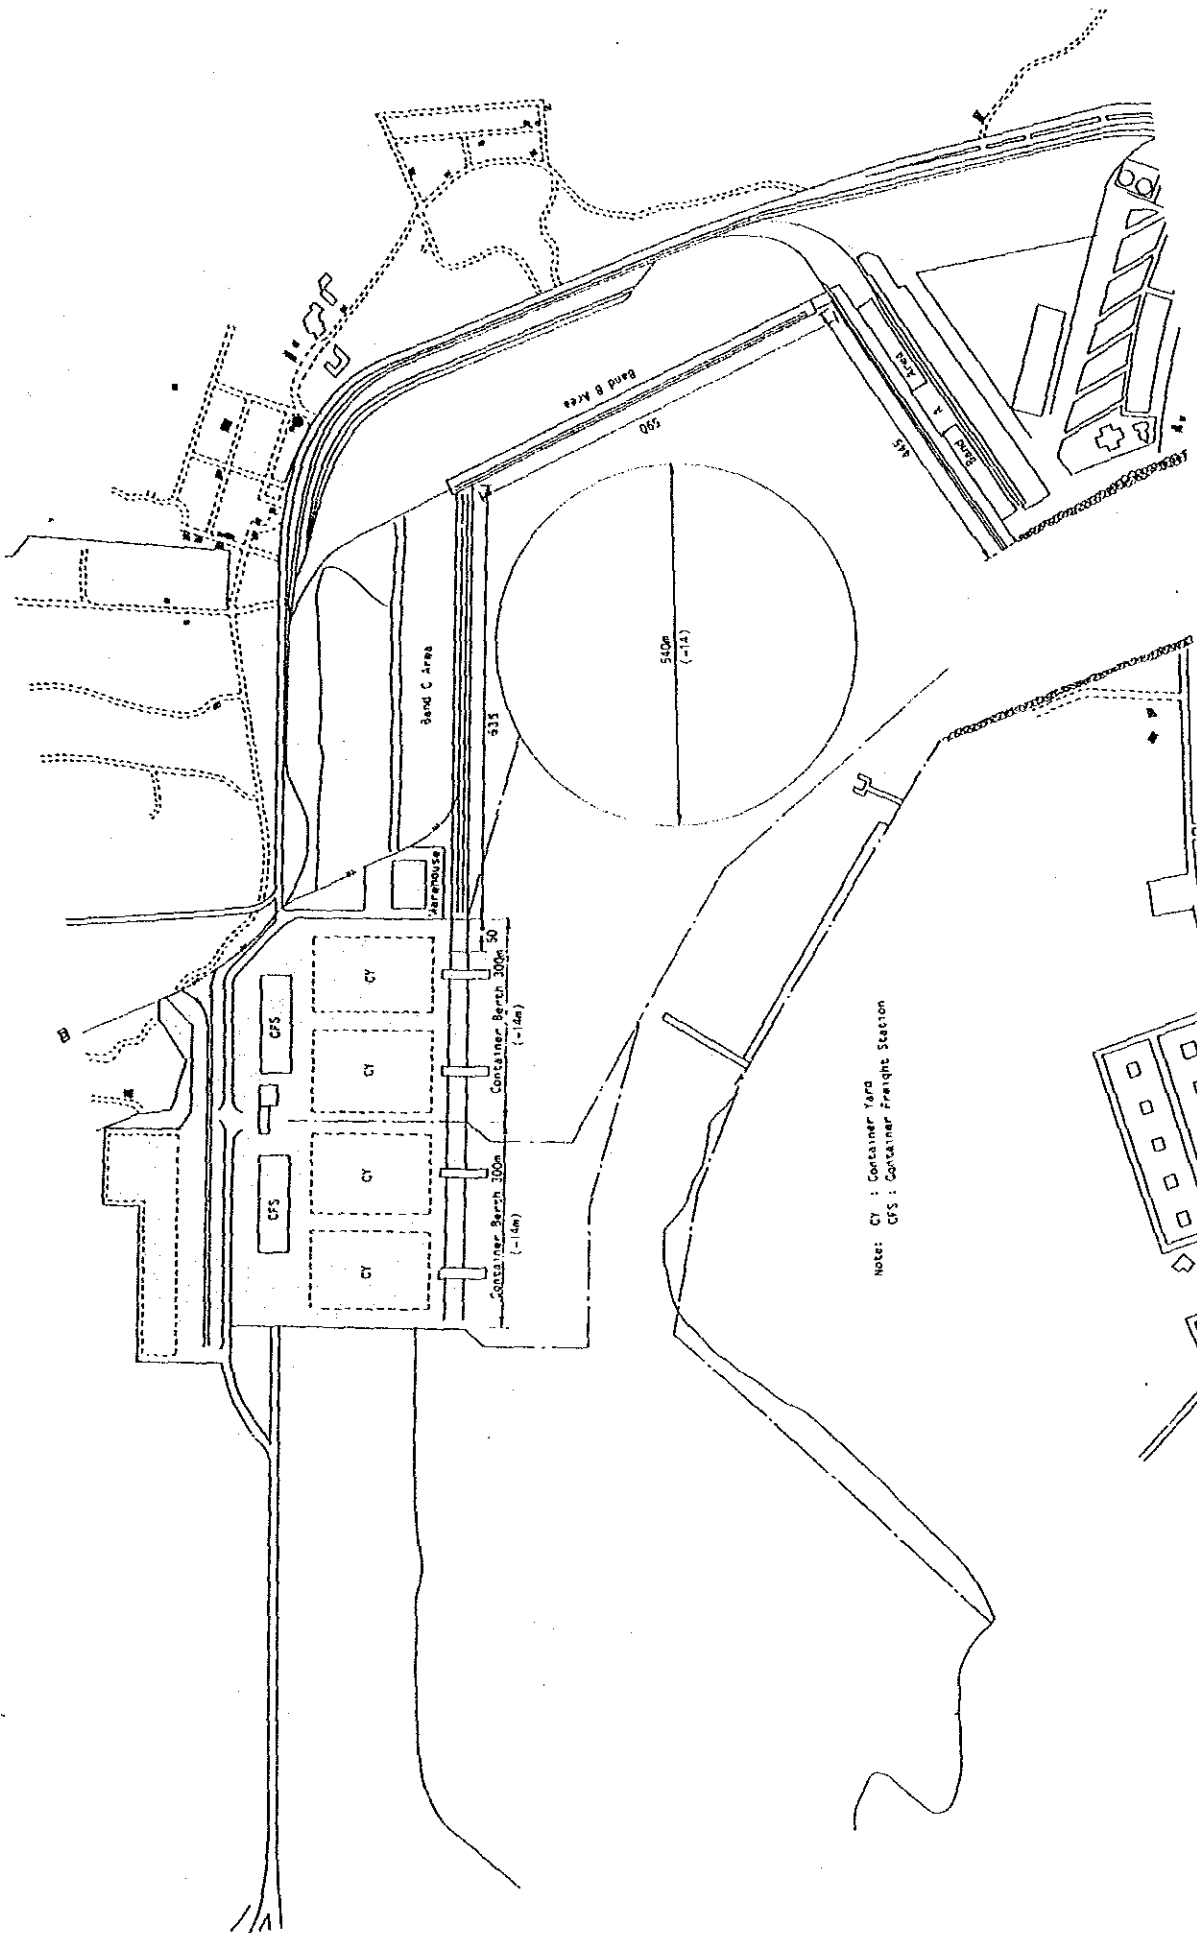 Band B Area
590
Area
A
Band
445
540m
(-14)
Band C Area
635
Warehouse
50
CY
CFS
Container Berth 300m
(-14m)
CY
CY
CFS
Container Berth 300m
(-14m)
CY
Note: CY : Container Yard
CFS : Container Freight Station